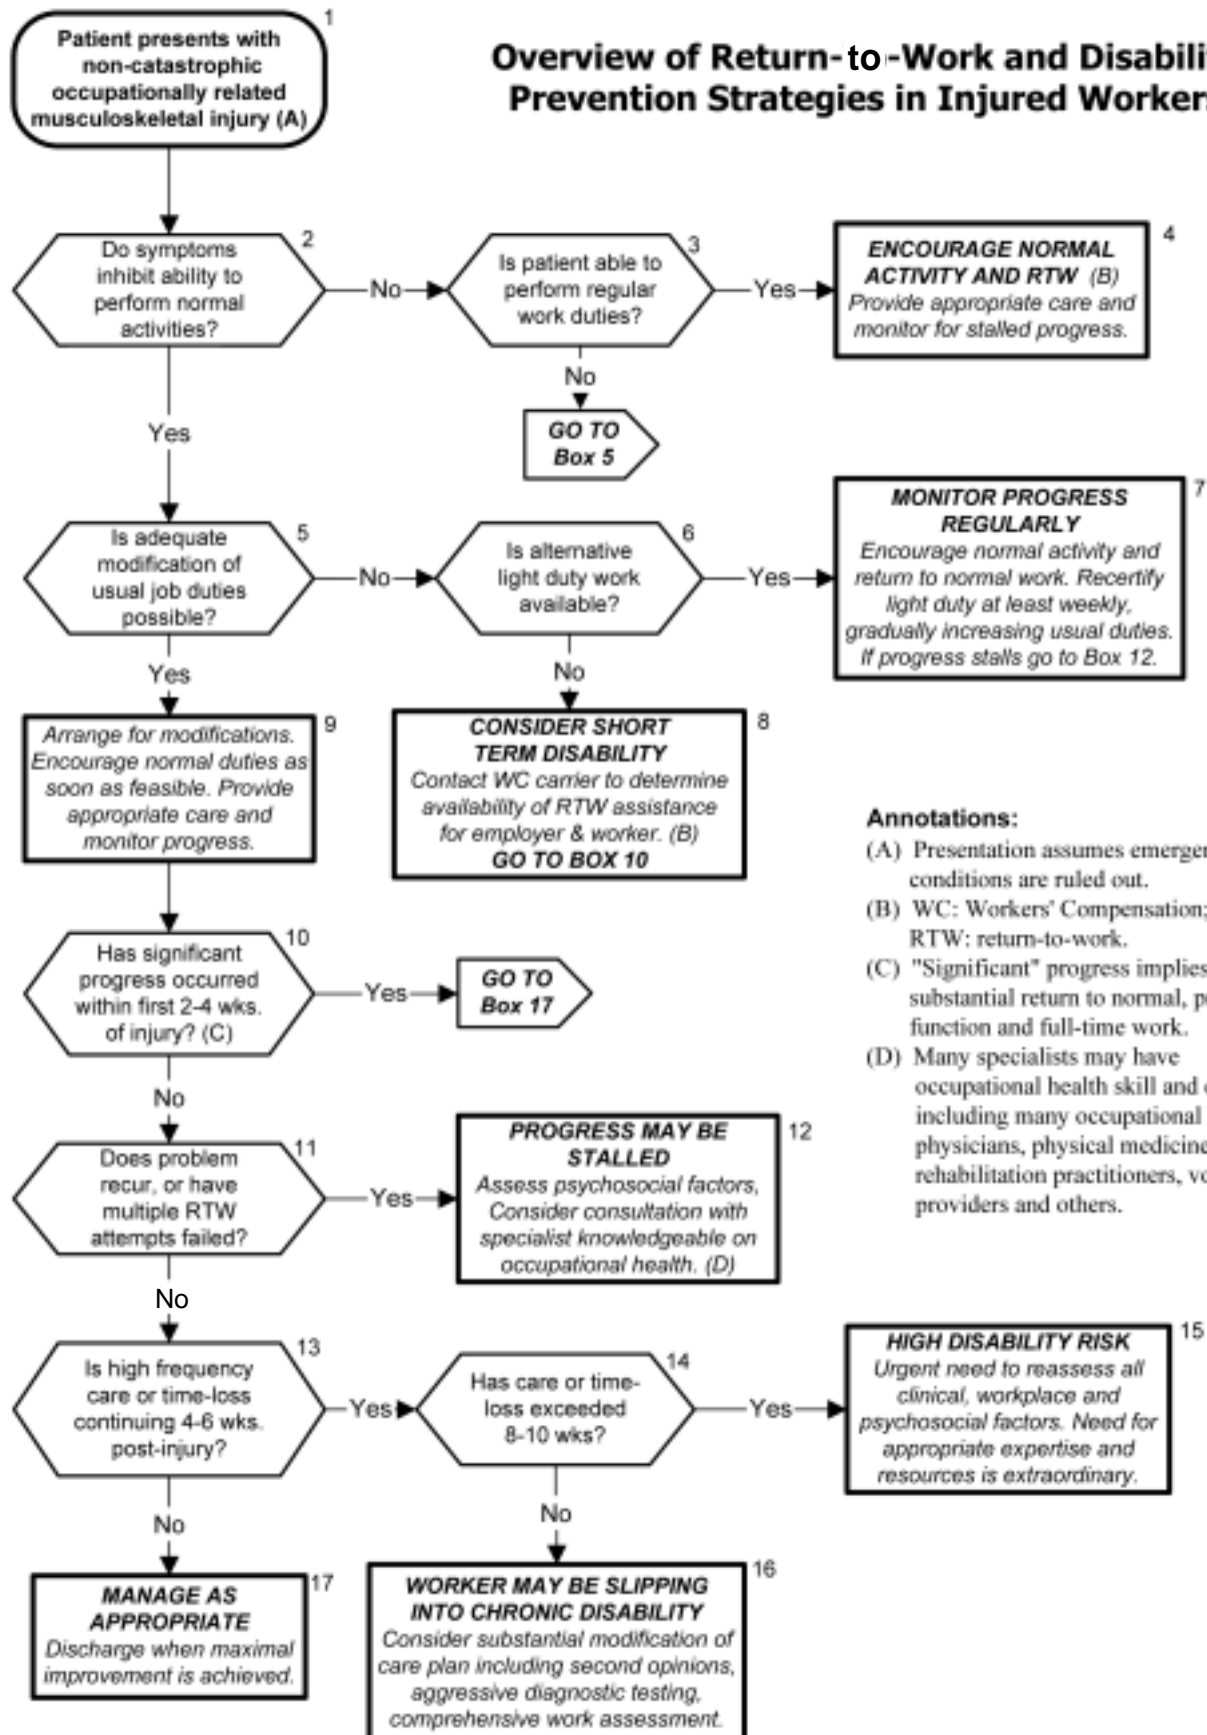 Overview of Return-to-Work and Disabili
Prevention Strategies in Injured Workers
1
Patient presents with
non-catastrophic
occupationally related
musculoskeletal injury (A)
2
Do symptoms
inhibit ability to
perform normal
activities?
No
3
Is patient able to
perform regular
work duties?
Yes
4
ENCOURAGE NORMAL
ACTIVITY AND RTW (B)
Provide appropriate care and
monitor for stalled progress.
No
GO TO
Box 5
Yes
5
Is adequate
modification of
usual job duties
possible?
No
6
Is alternative
light duty work
available?
Yes
7
MONITOR PROGRESS
REGULARLY
Encourage normal activity and
return to normal work. Recertify
light duty at least weekly,
gradually increasing usual duties.
If progress stalls go to Box 12.
Yes
No
9
Arrange for modifications.
Encourage normal duties as
soon as feasible. Provide
appropriate care and
monitor progress.
8
CONSIDER SHORT
TERM DISABILITY
Contact WC carrier to determine
availability of RTW assistance
for employer & worker. (B)
GO TO BOX 10
Annotations:
(A) Presentation assumes emergen
conditions are ruled out.
(B) WC: Workers' Compensation;
RTW: return-to-work.
(C) "Significant" progress implies
substantial return to normal, p
function and full-time work.
(D) Many specialists may have
occupational health skill and
including many occupational
physicians, physical medicine
rehabilitation practitioners, vo
providers and others.
10
Has significant
progress occurred
within first 2-4 wks.
of injury? (C)
Yes
GO TO
Box 17
No
11
Does problem
recur, or have
multiple RTW
attempts failed?
Yes
12
PROGRESS MAY BE
STALLED
Assess psychosocial factors,
Consider consultation with
specialist knowledgeable on
occupational health. (D)
No
13
Is high frequency
care or time-loss
continuing 4-6 wks.
post-injury?
Yes
14
Has care or time-
loss exceeded
8-10 wks?
Yes
15
HIGH DISABILITY RISK
Urgent need to reassess all
clinical, workplace and
psychosocial factors. Need for
appropriate expertise and
resources is extraordinary.
No
No
17
MANAGE AS
APPROPRIATE
Discharge when maximal
improvement is achieved.
16
WORKER MAY BE SLIPPING
INTO CHRONIC DISABILITY
Consider substantial modification of
care plan including second opinions,
aggressive diagnostic testing,
comprehensive work assessment.